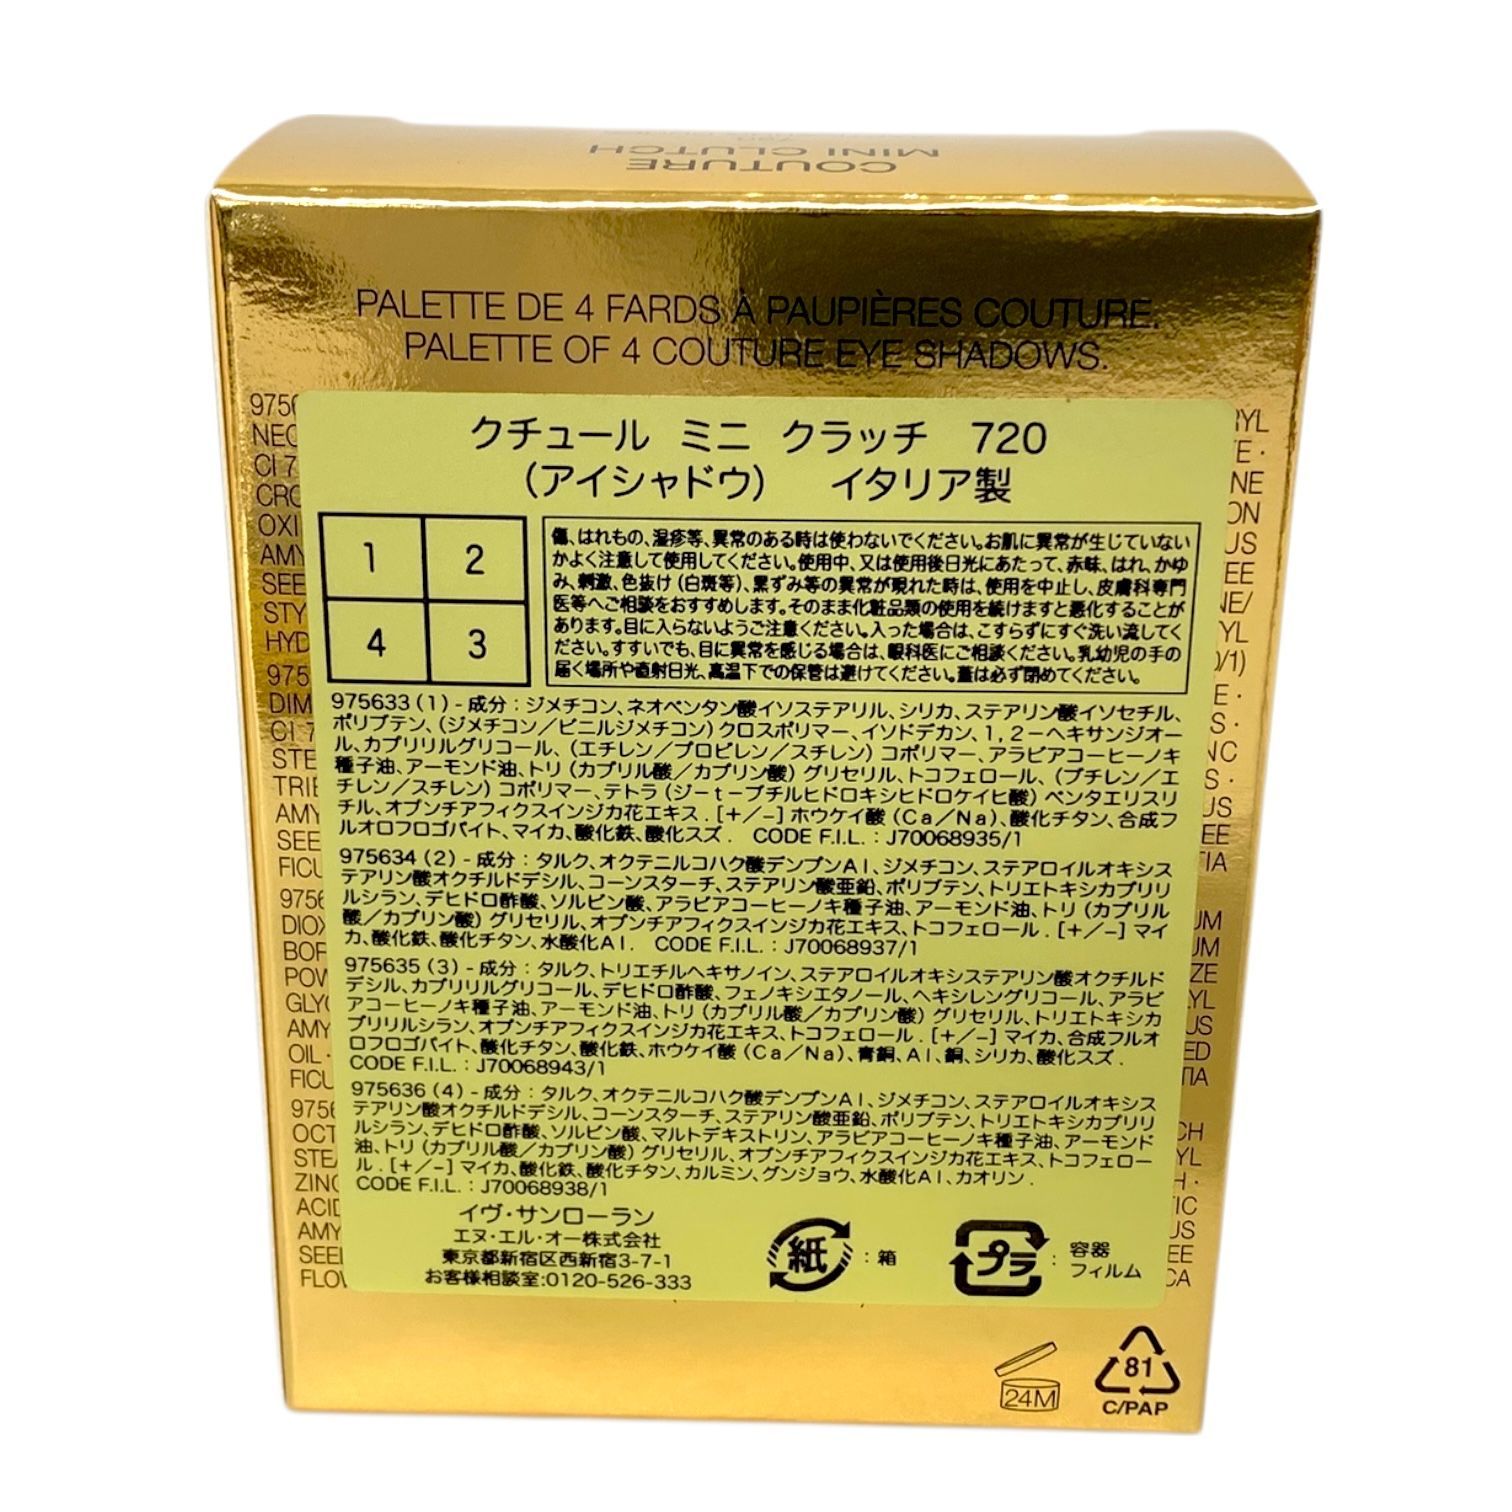 COUTURE
MINI CLUTCH
PALETTE DE 4 FARDS À PAUPIÈRES COUTURE.
PALETTE OF 4 COUTURE EYE SHADOWS.
クチュール ミニ クラッチ 720
(アイシャドウ) イタリア製
1 2
4 3
傷、はれもの、湿疹等、異常のある時は使わないでください。お肌に異常が生じていない
かよく注意して使用してください。使用中、又は使用後日光にあたって、赤味、はれ、かゆ
み、刺激、色抜け(白斑等)、黒ずみ等の異常が現れた時は、使用を中止し、皮膚科専門
医等へご相談をおすすめします。そのまま化粧品類の使用を続けますと悪化することが
あります。目に入らないようご注意ください。入った場合は、こすらずにすぐ洗い流してく
ださい。すすいでも、目に異常を感じる場合は、眼科医にご相談ください。乳幼児の手の
届く場所や直射日光、高温下での保管は避けてください。蓋は必ず閉めてください。
975633 (1) - 成分：ジメチコン、ネオペンタン酸イソステアリル、シリカ、ステアリン酸イソセチル、
ポリブテン、(ジメチコン／ビニルジメチコン) クロスポリマー、イソドデカン、1, 2-ヘキサンジオー
ル、カプリリルグリコール、(エチレン／プロピレン／スチレン) コポリマー、アラビアコーヒーノキ
種子油、アーモンド油、トリ (カプリル酸／カプリン酸) グリセリル、トコフェロール、(ブチレン／エ
チレン／スチレン) コポリマー、テトラ (ジ-t-ブチルヒドロキシヒドロケイヒ酸) ペンタエリスリ
チル、オプンチアフィクスインジカ花エキス . [+/-] ホウケイ酸 (Ca／Na)、酸化チタン、合成フ
ルオロフロゴパイト、マイカ、酸化鉄、酸化スズ . CODE F.I.L. : J70068935/1
975634 (2) - 成分：タルク、オクテニルコハク酸デンプンAl、ジメチコン、ステアロイルオキシス
テアリン酸オクチルドデシル、コーンスターチ、ステアリン酸亜鉛、ポリブテン、トリエトキシカプリリ
ルシラン、デヒドロ酢酸、ソルビン酸、アラビアコーヒーノキ種子油、アーモンド油、トリ (カプリル
酸／カプリン酸) グリセリル、オプンチアフィクスインジカ花エキス、トコフェロール . [+/-] マイ
カ、酸化鉄、酸化チタン、水酸化Al. CODE F.I.L. : J70068937/1
975635 (3) - 成分：タルク、トリエチルヘキサノイン、ステアロイルオキシステアリン酸オクチルド
デシル、カプリリルグリコール、デヒドロ酢酸、フェノキシエタノール、ヘキシレングリコール、アラビ
アコーヒーノキ種子油、アーモンド油、トリ (カプリル酸／カプリン酸) グリセリル、トリエトキシカ
プリリルシラン、オプンチアフィクスインジカ花エキス、トコフェロール . [+/-] マイカ、合成フルオ
ロフロゴパイト、酸化チタン、酸化鉄、ホウケイ酸 (Ca／Na)、青銅、Al、銅、シリカ、酸化スズ .
CODE F.I.L. : J70068943/1
975636 (4) - 成分：タルク、オクテニルコハク酸デンプンAl、ジメチコン、ステアロイルオキシス
テアリン酸オクチルドデシル、コーンスターチ、ステアリン酸亜鉛、ポリブテン、トリエトキシカプリリ
ルシラン、デヒドロ酢酸、ソルビン酸、マルトデキストリン、アラビアコーヒーノキ種子油、アーモンド
油、トリ (カプリル酸／カプリン酸) グリセリル、オプンチアフィクスインジカ花エキス、トコフェロー
ル . [+/-] マイカ、酸化鉄、酸化チタン、カルミン、グンジョウ、水酸化Al、カオリン .
CODE F.I.L. : J70068938/1
イヴ・サンローラン
エヌ・エル・オー株式会社
東京都新宿区西新宿3-7-1
お客様相談室:0120-526-333
紙 : 箱
プラ : 容器
フィルム
24M
81
C/PAP